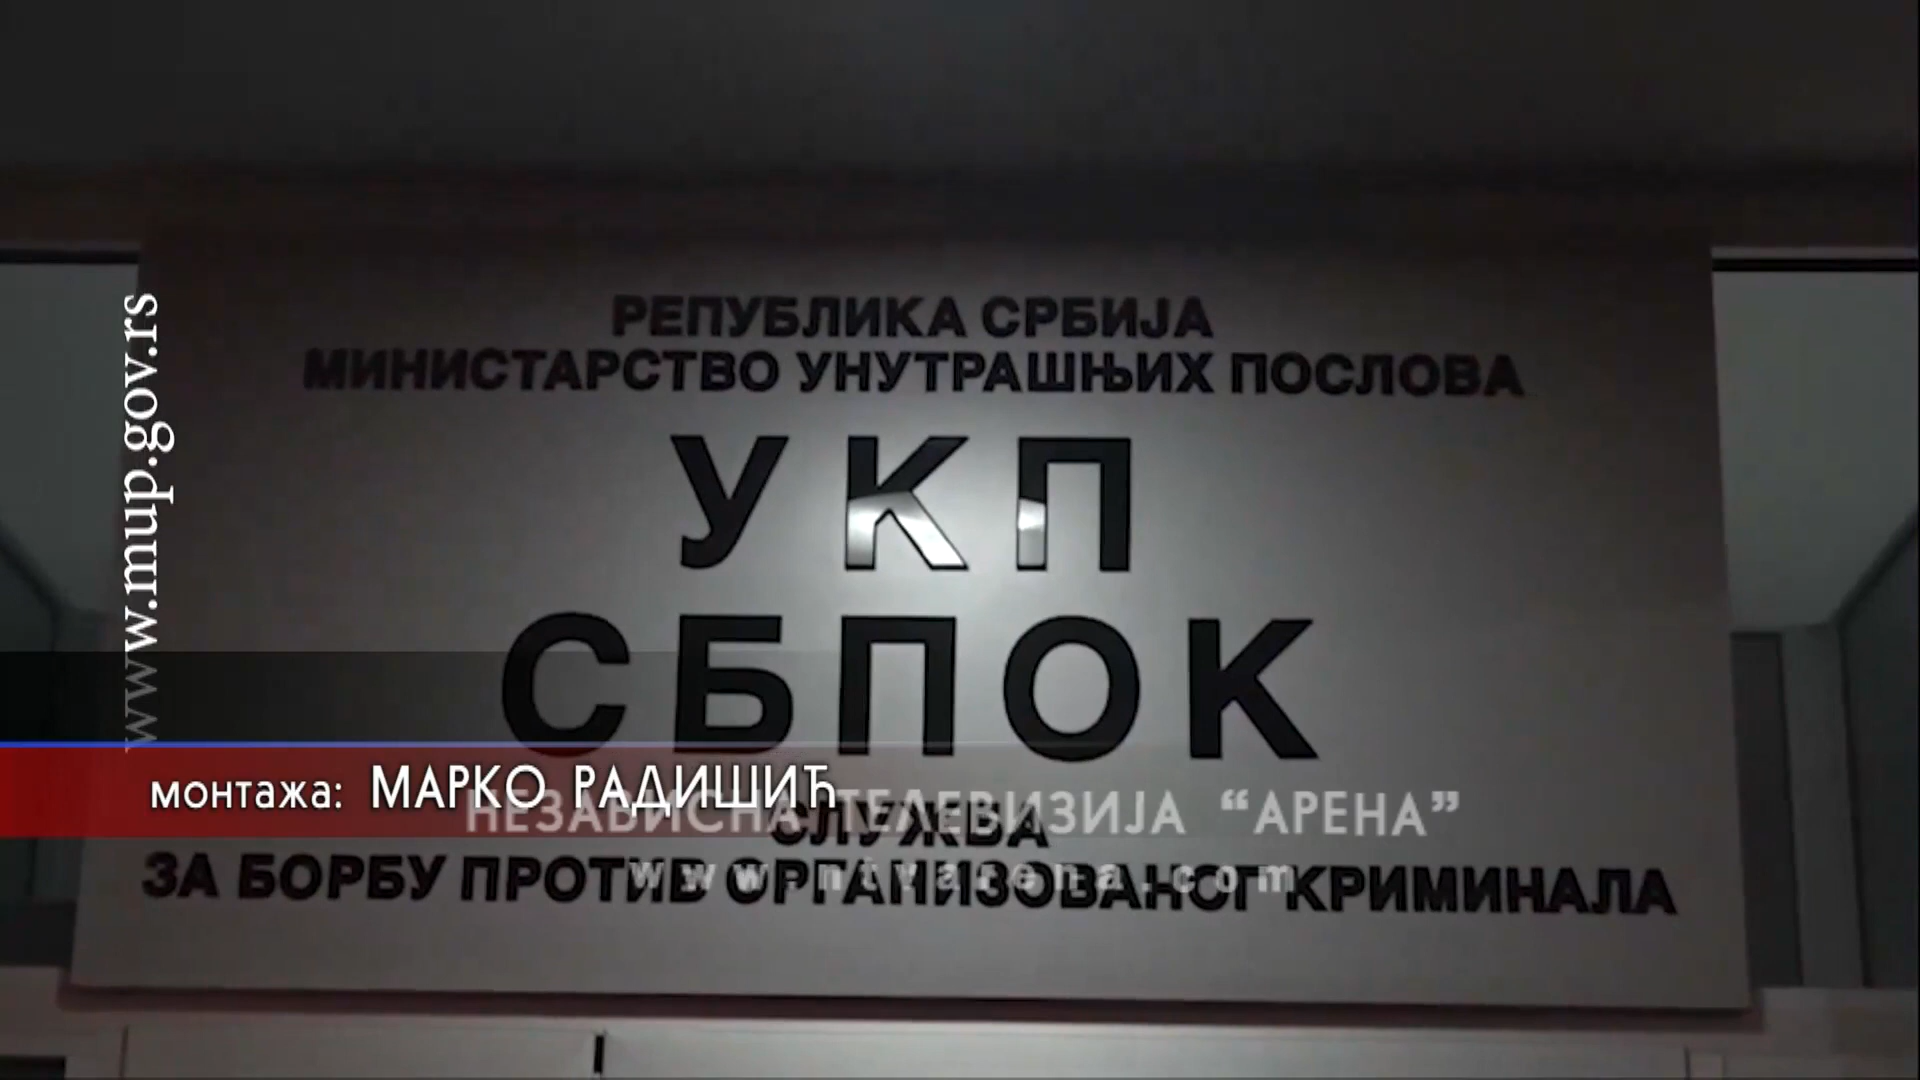 www.mup.gov.rs
РЕПУБЛИКА СРБИЈА
МИНИСТАРСТВО УНУТРАШЊИХ ПОСЛОВА
УКП
СБПОК
монтажа: МАРКО РАДИШИЋ
НЕЗАВИСНА ТЕЛЕВИЗИЈА “АРЕНА”
СЛУЖБА
www.ntvarena.com
ЗА БОРБУ ПРОТИВ ОРГАНИЗОВАНОГ КРИМИНАЛА